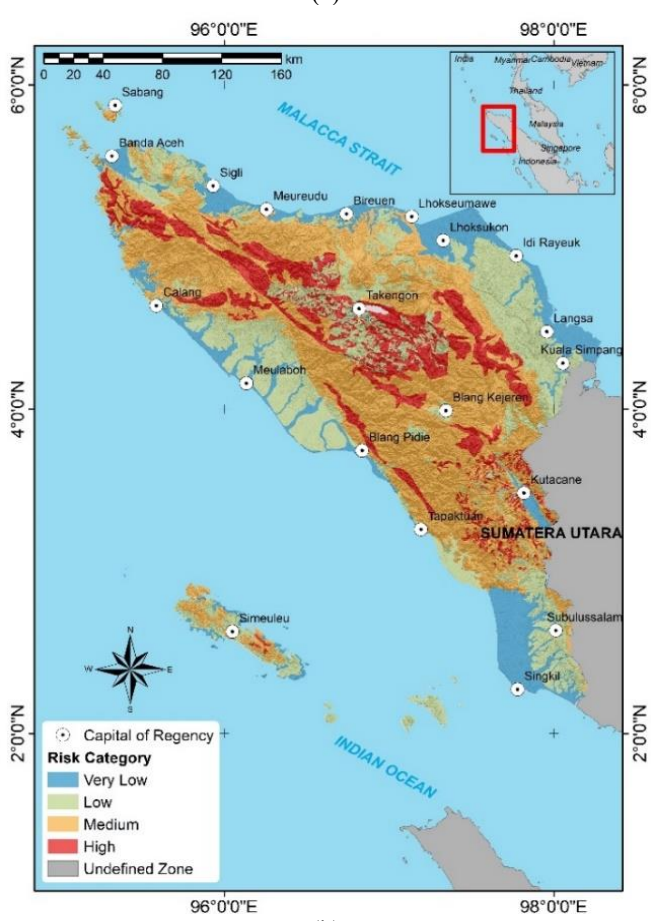 96°0'0"E 98°0'0"E
km
0 20 40 80 120 160
6°0'0"N
6°0'0"N
India
Myanmar
Cambodia
Vietnam
Thailand
Malaysia
Singapore
Indonesia
Sabang
MALACCA STRAIT
Banda Aceh
Sigli
Meureudu
Bireuen
Lhokseumawe
Lhoksukon
Idi Rayeuk
Calang
Takengon
Langsa
Kuala Simpang
Meulaboh
Blang Kejeren
4°0'0"N
4°0'0"N
Blang Pidie
Kutacane
Tapaktuan
SUMATERA UTARA
Simeuleu
Subulussalam
N
W E
S
Singkil
2°0'0"N
2°0'0"N
INDIAN OCEAN
Capital of Regency
Risk Category
Very Low
Low
Medium
High
Undefined Zone
96°0'0"E 98°0'0"E